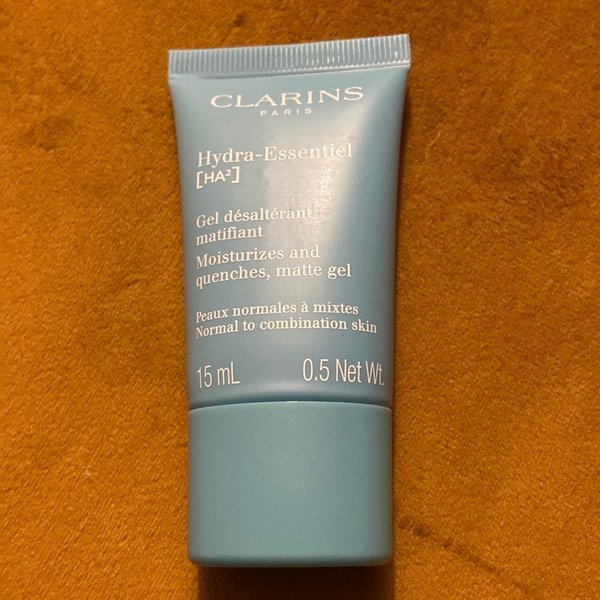 CLARINS
PARIS
Hydra-Essentiel
[HA²]
Gel désaltérant
matifiant
Moisturizes and
quenches, matte gel
Peaux normales à mixtes
Normal to combination skin
15 mL 0.5 Net Wt.